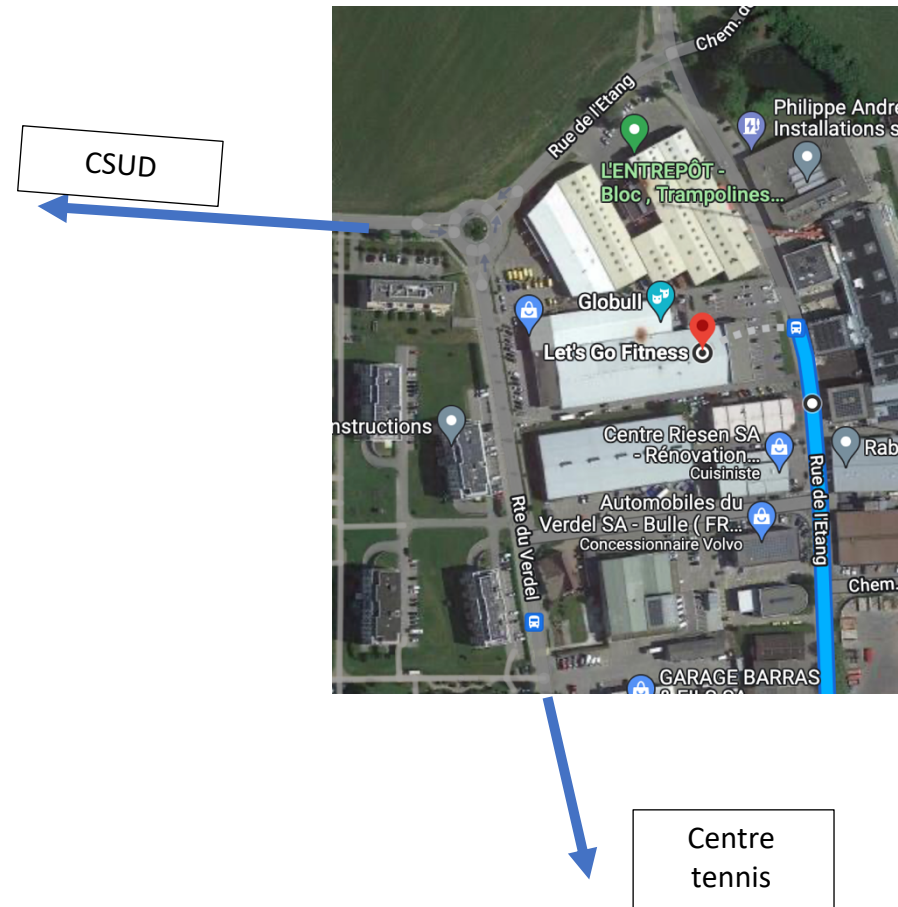 CSUD
Chem. de
Rue de l'Etang
Philippe Andre
Installations s
L'ENTREPÔT -
Bloc , Trampolines...
Globull
Let's Go Fitness
nstructions
Centre Riesen SA
- Rénovation...
Cuisiniste
Rab
Rue de l'Etang
Rte du Verdel
Automobiles du
Verdel SA - Bulle ( FR...
Concessionnaire Volvo
Chem.
GARAGE BARRAS
Centre
tennis